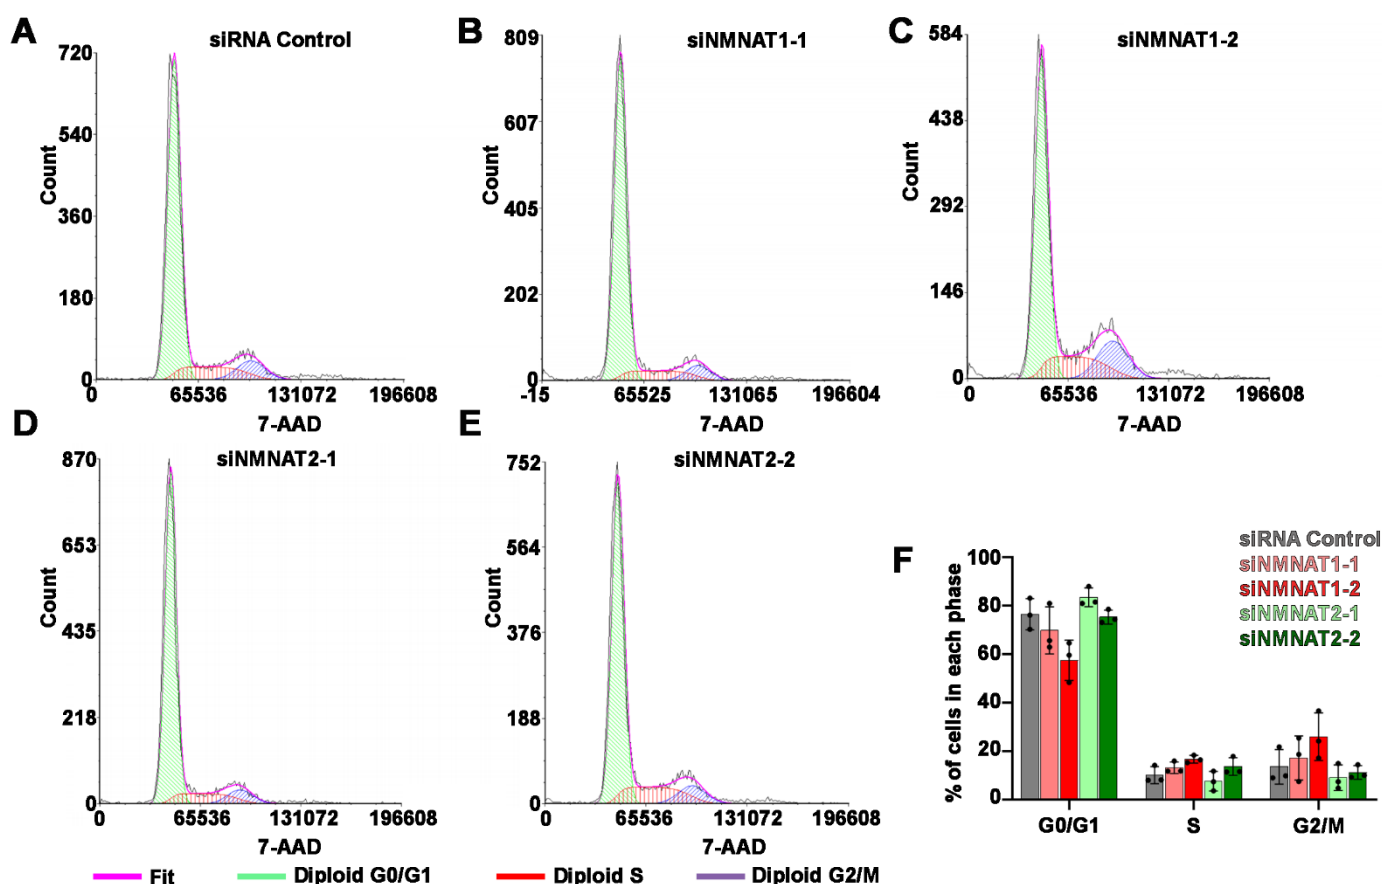 A
siRNA Control
720
540
360
180
0
Count
0 65536 131072 196608
7-AAD
B
siNMNAT1-1
809
607
405
202
0
Count
-15 65525 131065 196604
7-AAD
C
siNMNAT1-2
584
438
292
146
0
Count
0 65536 131072 196608
7-AAD
D
siNMNAT2-1
870
653
435
218
0
Count
0 65536 131072 196608
7-AAD
E
siNMNAT2-2
752
564
376
188
0
Count
0 65536 131072 196608
7-AAD
F
siRNA Control
siNMNAT1-1
siNMNAT1-2
siNMNAT2-1
siNMNAT2-2
100
80
60
40
20
0
% of cells in each phase
G0/G1 S G2/M
Fit Diploid G0/G1 Diploid S Diploid G2/M